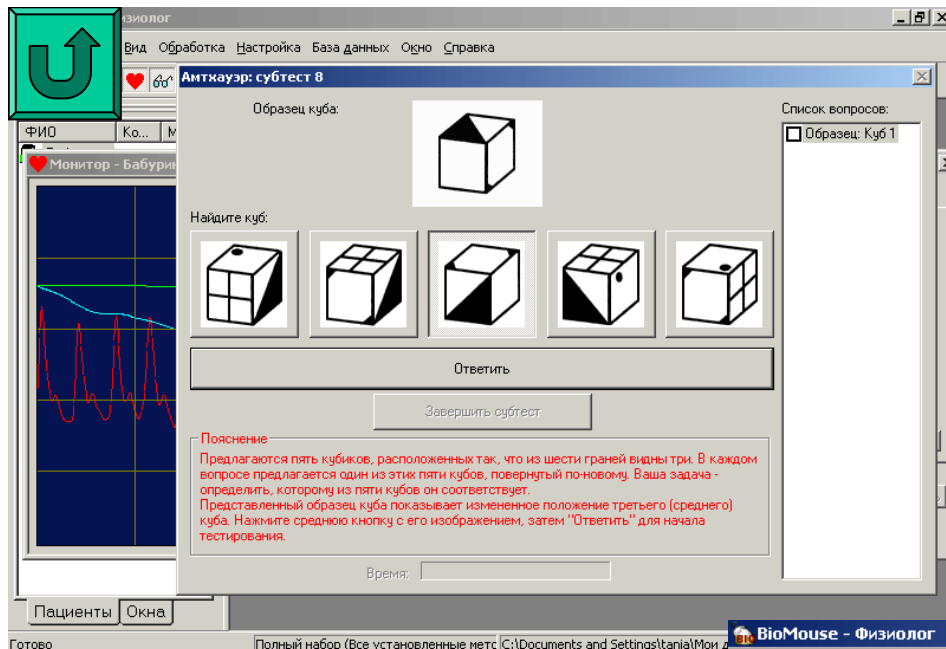 зиолог
Вид Обработка Настройка База данных Окно Справка
Амтхауэр: субтест 8
Образец куба:
Список вопросов:
Образец: Куб 1
ФИО Ко... М
Монитор - Бабурин
Найдите куб:
Ответить
Завершить субтест
Пояснение
Предлагаются пять кубиков, расположенных так, что из шести граней видны три. В каждом
вопросе предлагается один из этих пяти кубов, повернутый по-новому. Ваша задача -
определить, которому из пяти кубов он соответствует.
Представленный образец куба показывает измененное положение третьего (среднего)
куба. Нажмите среднюю кнопку с его изображением, затем "Ответить" для начала
тестирования.
Время:
Пациенты Окна
Готово
Полный набор (Все установленные метс C:\Documents and Settings\tania\Мои д
BIO BioMouse - Физиолог